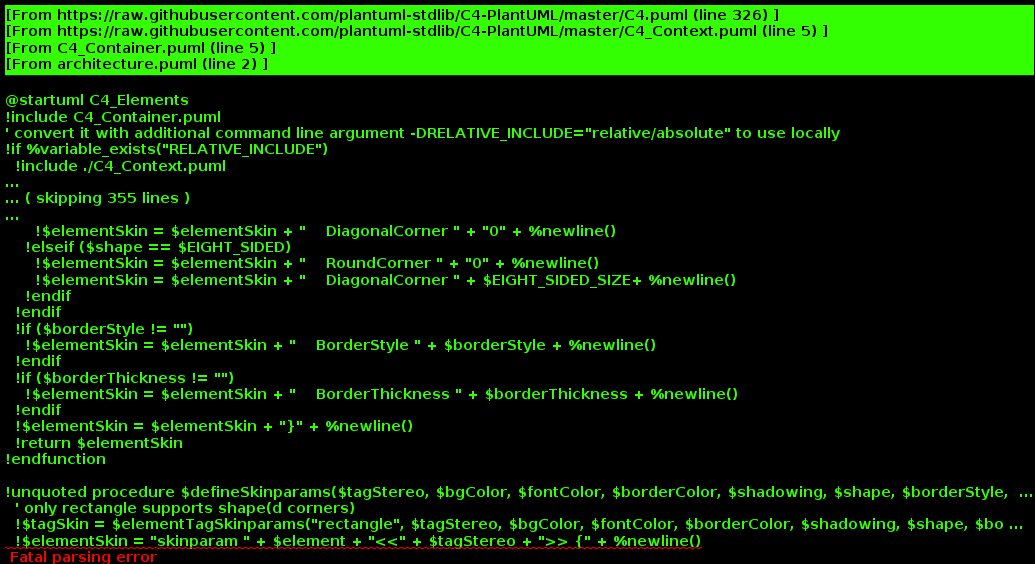 [From https://raw.githubusercontent.com/plantuml-stdlib/C4-PlantUML/master/C4.puml (line 326) ]
[From https://raw.githubusercontent.com/plantuml-stdlib/C4-PlantUML/master/C4_Context.puml (line 5) ]
[From C4_Container.puml (line 5) ]
[From architecture.puml (line 2) ]
@startuml C4_Elements
!include C4_Container.puml
' convert it with additional command line argument -DRELATIVE_INCLUDE="relative/absolute" to use locally
!if %variable_exists("RELATIVE_INCLUDE")
  !include ./C4_Context.puml
...
... ( skipping 355 lines )
...
      !$elementSkin = $elementSkin + "    DiagonalCorner " + "0" + %newline()
    !elseif ($shape == $EIGHT_SIDED)
      !$elementSkin = $elementSkin + "    RoundCorner " + "0" + %newline()
      !$elementSkin = $elementSkin + "    DiagonalCorner " + $EIGHT_SIDED_SIZE+ %newline()
    !endif
  !endif
  !if ($borderStyle != "")
    !$elementSkin = $elementSkin + "    BorderStyle " + $borderStyle + %newline()
  !endif
  !if ($borderThickness != "")
    !$elementSkin = $elementSkin + "    BorderThickness " + $borderThickness + %newline()
  !endif
  !$elementSkin = $elementSkin + "}" + %newline()
  !return $elementSkin
!endfunction
!unquoted procedure $defineSkinparams($tagStereo, $bgColor, $fontColor, $borderColor, $shadowing, $shape, $borderStyle,  ...
  ' only rectangle supports shape(d corners)
  !$tagSkin = $elementTagSkinparams("rectangle", $tagStereo, $bgColor, $fontColor, $borderColor, $shadowing, $shape, $bo ...
  !$elementSkin = "skinparam " + $element + "<<" + $tagStereo + ">> {" + %newline()
 Fatal parsing error